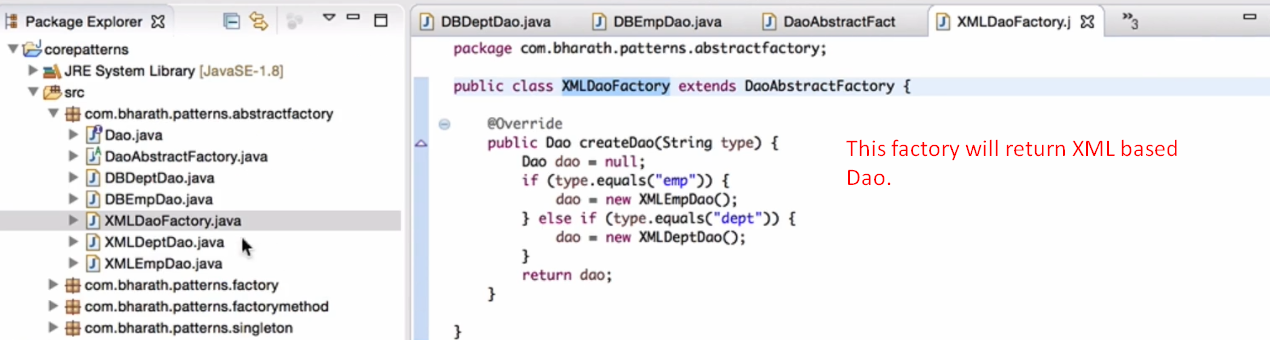 Package Explorer
corepatterns
JRE System Library [JavaSE-1.8]
src
com.bharath.patterns.abstractfactory
Dao.java
DaoAbstractFactory.java
DBDeptDao.java
DBEmpDao.java
XMLDaoFactory.java
XMLDeptDao.java
XMLEmpDao.java
com.bharath.patterns.factory
com.bharath.patterns.factorymethod
com.bharath.patterns.singleton
DBDeptDao.java
DBEmpDao.java
DaoAbstractFact
XMLDaoFactory.j
»3
package com.bharath.patterns.abstractfactory;
public class XMLDaoFactory extends DaoAbstractFactory {
@Override
public Dao createDao(String type) {
Dao dao = null;
if (type.equals("emp")) {
dao = new XMLEmpDao();
} else if (type.equals("dept")) {
dao = new XMLDeptDao();
}
return dao;
}
}
This factory will return XML based
Dao.